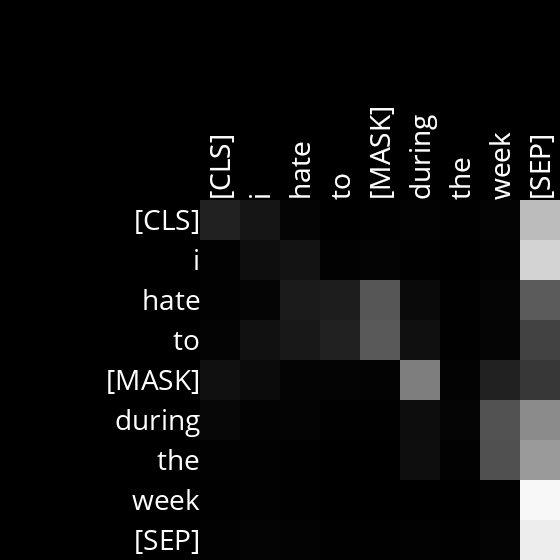 [CLS] i hate to [MASK] during the week [SEP]
[CLS]
i
hate
to
[MASK]
during
the
week
[SEP]